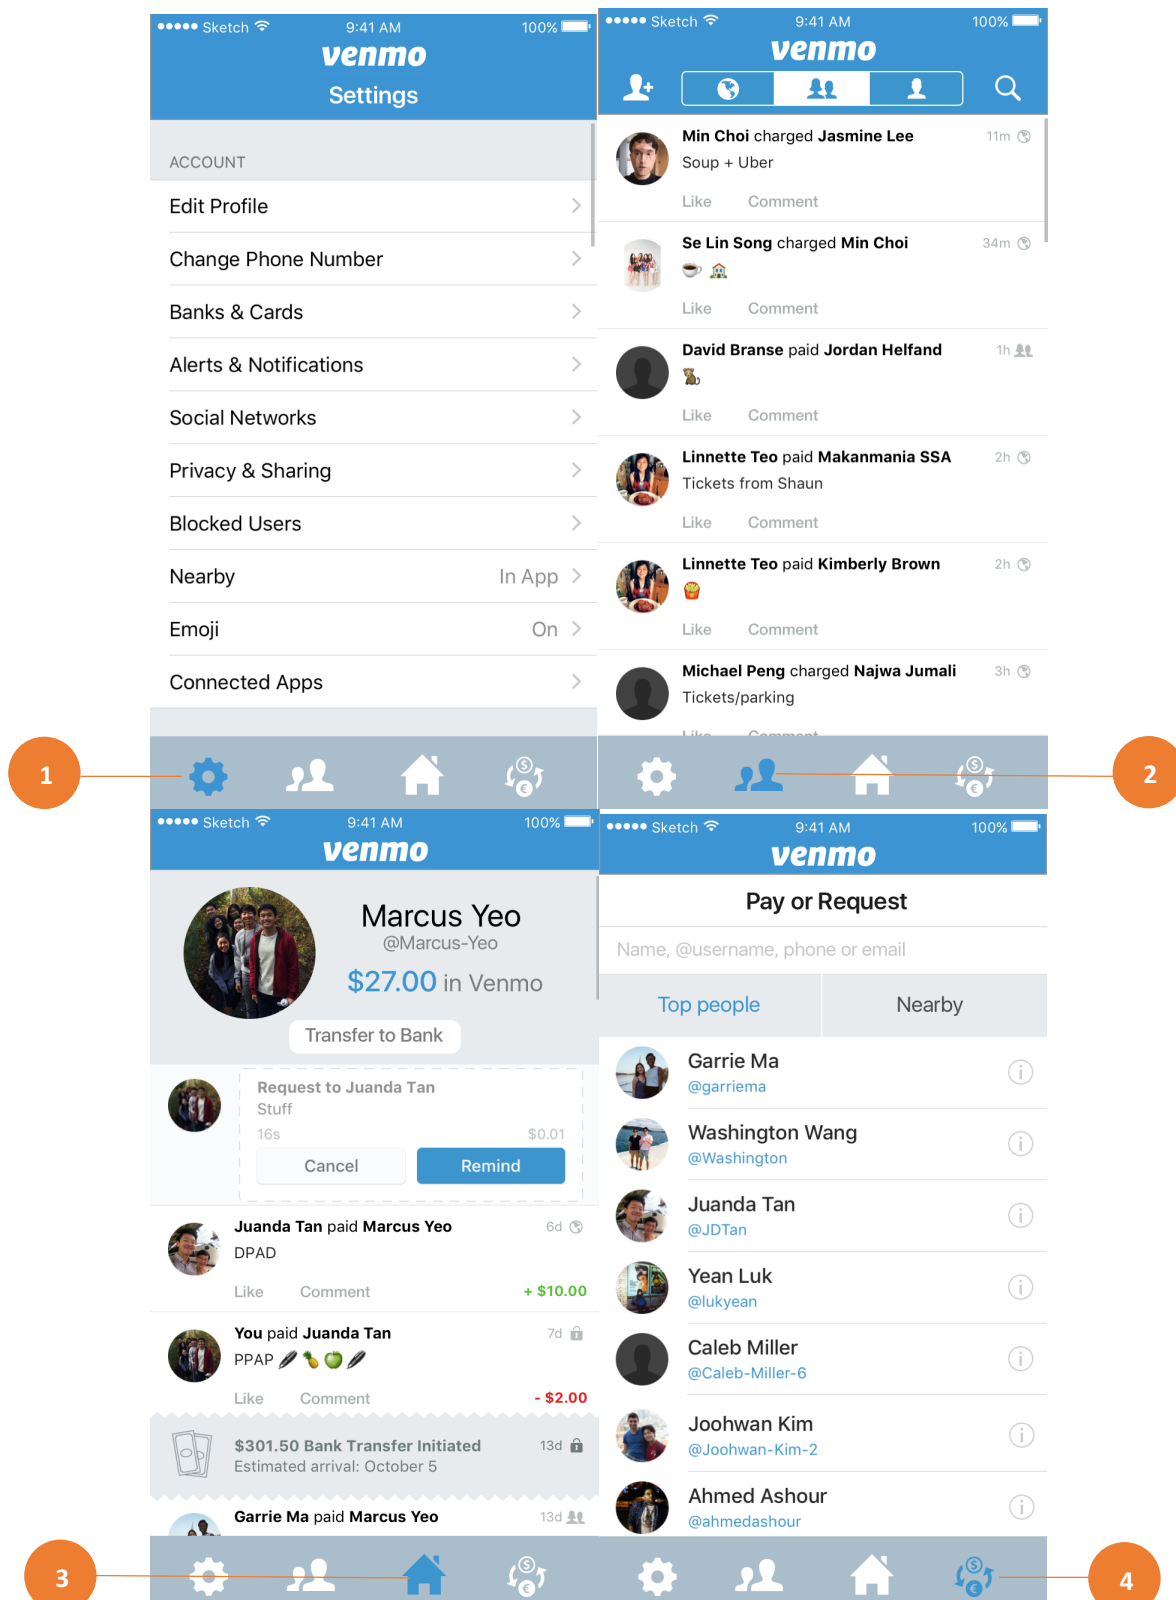 Sketch 9:41 AM 100%
venmo
Settings
ACCOUNT
Edit Profile
Change Phone Number
Banks & Cards
Alerts & Notifications
Social Networks
Privacy & Sharing
Blocked Users
Nearby In App
Emoji On
Connected Apps
1
Sketch 9:41 AM 100%
venmo
Min Choi charged Jasmine Lee 11m
Soup + Uber
Like Comment
Se Lin Song charged Min Choi 34m
☕ 🏠
Like Comment
David Branse paid Jordan Helfand 1h
🐒
Like Comment
Linnette Teo paid Makanmania SSA 2h
Tickets from Shaun
Like Comment
Linnette Teo paid Kimberly Brown 2h
🍟
Like Comment
Michael Peng charged Najwa Jumali 3h
Tickets/parking
Like Comment
2
Sketch 9:41 AM 100%
venmo
Marcus Yeo
@Marcus-Yeo
$27.00 in Venmo
Transfer to Bank
Request to Juanda Tan
Stuff
16s $0.01
Cancel Remind
Juanda Tan paid Marcus Yeo 6d
DPAD
Like Comment + $10.00
You paid Juanda Tan 7d
PPAP 🖋 🍍 🍏 🖋
Like Comment - $2.00
$301.50 Bank Transfer Initiated 13d
Estimated arrival: October 5
Garrie Ma paid Marcus Yeo 13d
3
Sketch 9:41 AM 100%
venmo
Pay or Request
Name, @username, phone or email
Top people Nearby
Garrie Ma
@garriema
Washington Wang
@Washington
Juanda Tan
@JDTan
Yean Luk
@lukyean
Caleb Miller
@Caleb-Miller-6
Joohwan Kim
@Joohwan-Kim-2
Ahmed Ashour
@ahmedashour
4